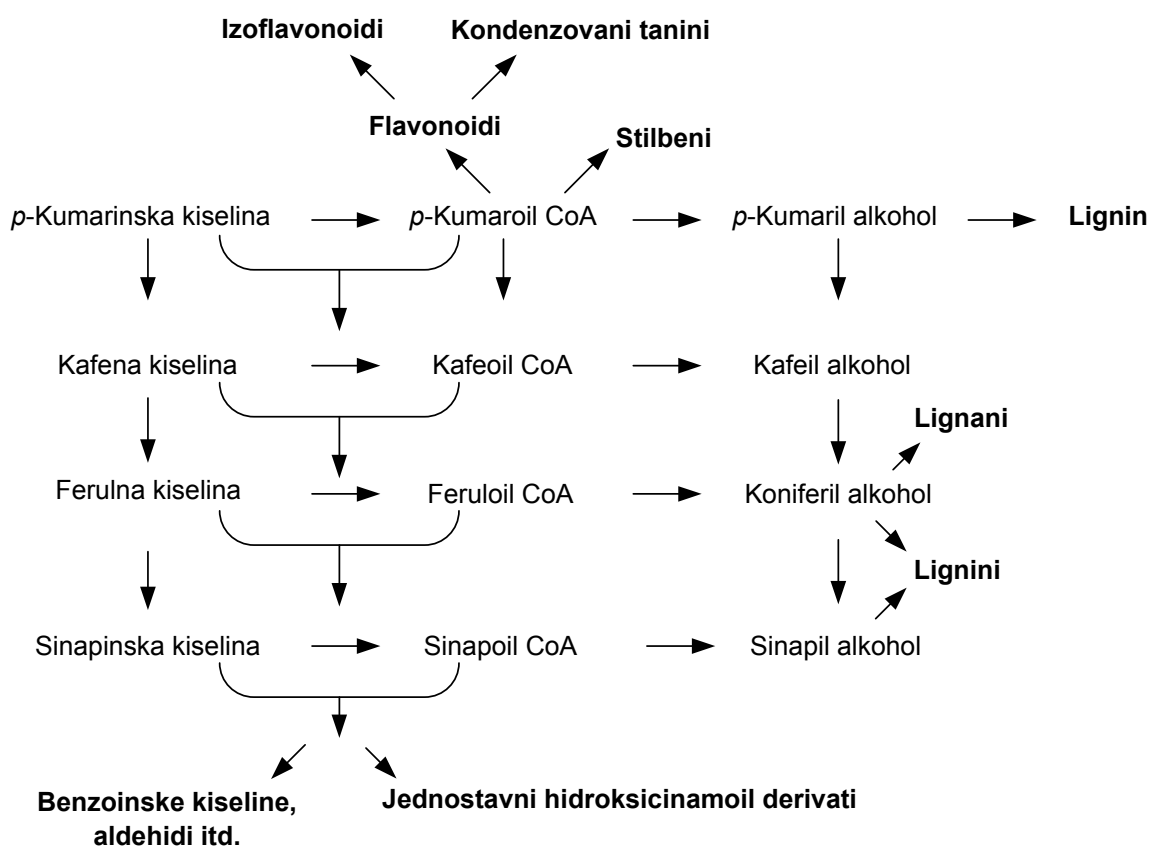 Izoflavonoidi Kondenzovani tanini
Flavonoidi
Stilbeni
p-Kumarinska kiselina p-Kumaroil CoA p-Kumaril alkohol Lignin
Kafena kiselina Kafeoil CoA Kafeil alkohol
Lignani
Ferulna kiselina Feruloil CoA Koniferil alkohol
Lignini
Sinapinska kiselina Sinapoil CoA Sinapil alkohol
Benzoinske kiseline,
aldehidi itd.
Jednostavni hidroksicinamoil derivati